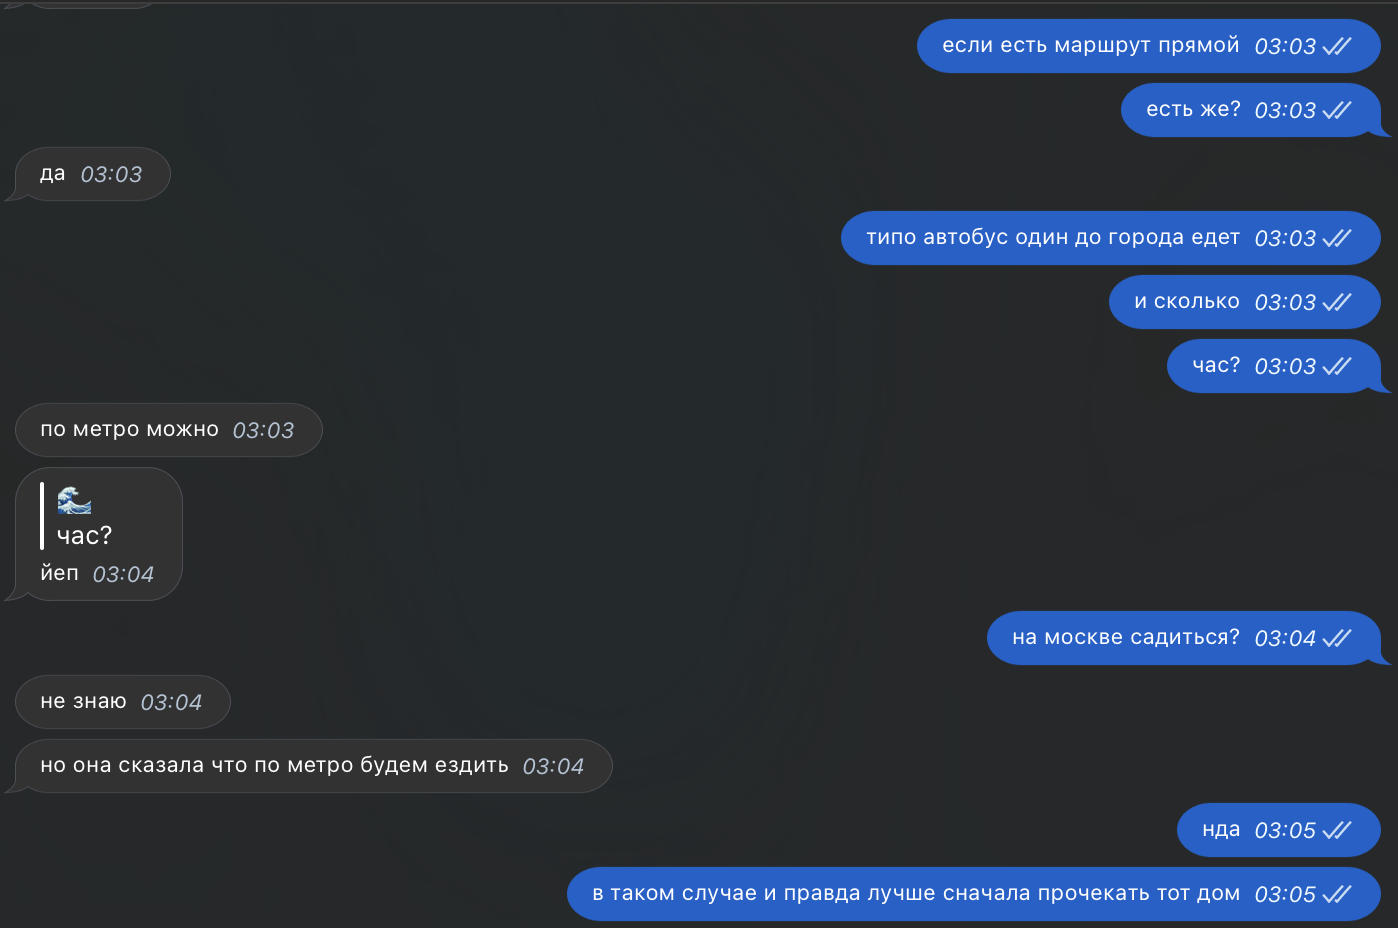 если есть маршрут прямой 03:03
есть же? 03:03
да 03:03
типо автобус один до города едет 03:03
и сколько 03:03
час? 03:03
по метро можно 03:03
🌊
час?
йеп 03:04
на москве садиться? 03:04
не знаю 03:04
но она сказала что по метро будем ездить 03:04
нда 03:05
в таком случае и правда лучше сначала прочекать тот дом 03:05